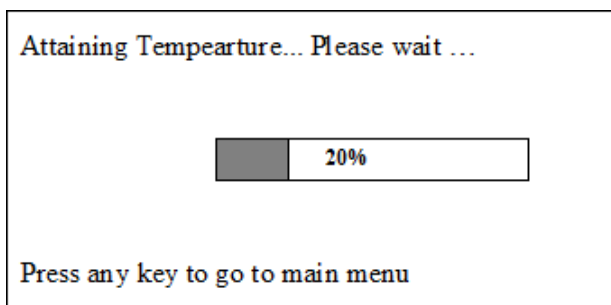 Attaining Tempearture... Please wait ...
20%
Press any key to go to main menu